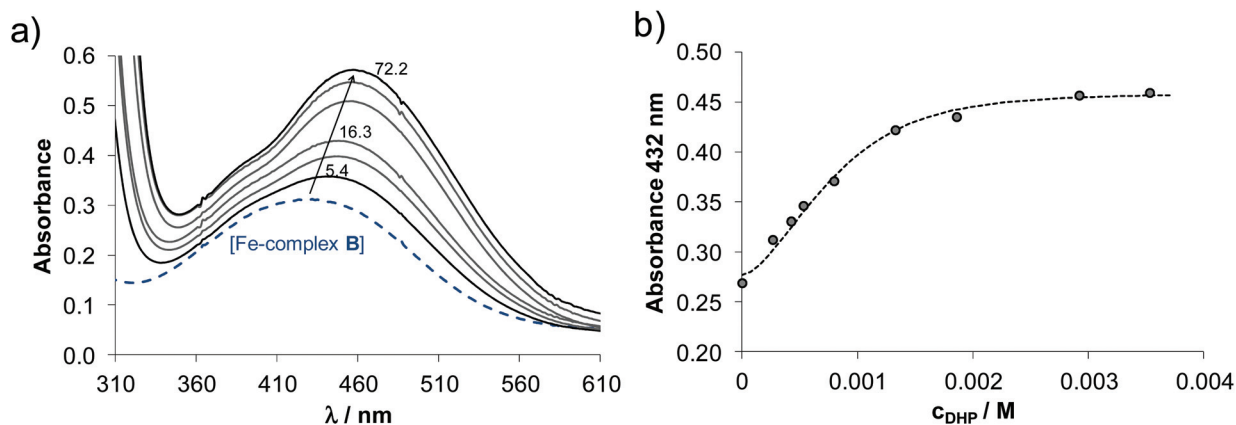 a)
Absorbance
0.6
0.5
0.4
0.3
0.2
0.1
0.0
72.2
16.3
5.4
[Fe-complex B]
310 360 410 460 510 560 610
λ / nm
b)
Absorbance 432 nm
0.50
0.45
0.40
0.35
0.30
0.25
0.20
0 0.001 0.002 0.003 0.004
cDHP / M